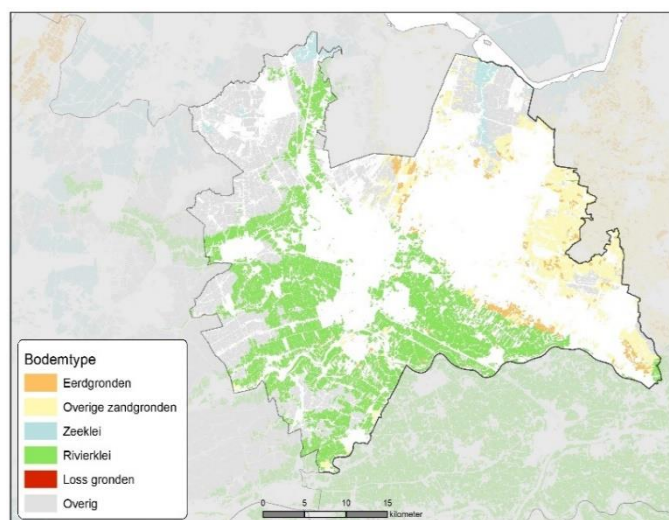 Bodemtype
Eerdgronden
Overige zandgronden
Zeeklei
Rivierklei
Loss gronden
Overig
0 5 10 15
kilometer